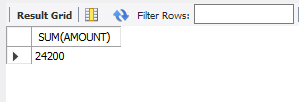 Result Grid Filter Rows:
SUM(AMOUNT)
24200